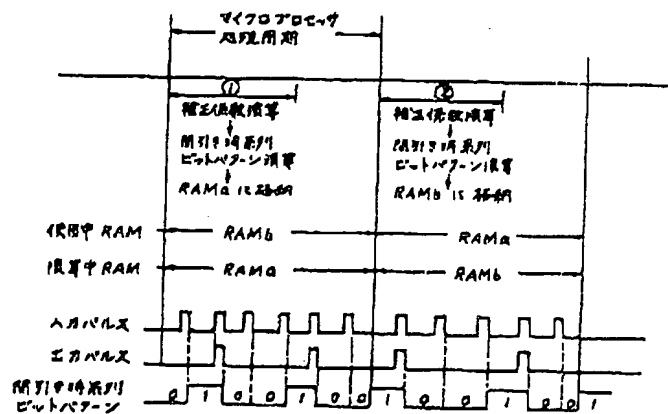 マイクロプロセッサ
処理周期
①
補正係数演算
間引き時系列
ビットパターン演算
RAMaに格納
②
補正係数演算
間引き時系列
ビットパターン演算
RAMbに格納
使用中RAM
RAMb
RAMa
演算中RAM
RAMa
RAMb
入力パルス
出力パルス
間引き時系列
ビットパターン
0 1 0 0 1 0 0 1 0 0 1 0 0 1